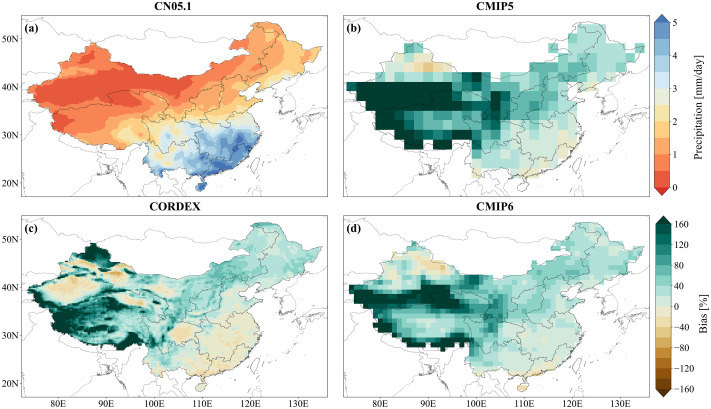 CN05.1
CMIP5
(a)
(b)
50N
40N
30N
20N
5
4
3
2
1
0
Precipitation [mm/day]
CORDEX
CMIP6
(c)
(d)
50N
40N
30N
20N
160
120
80
40
0
−40
−80
−120
−160
Bias [%]
80E 90E 100E 110E 120E 130E
80E 90E 100E 110E 120E 130E